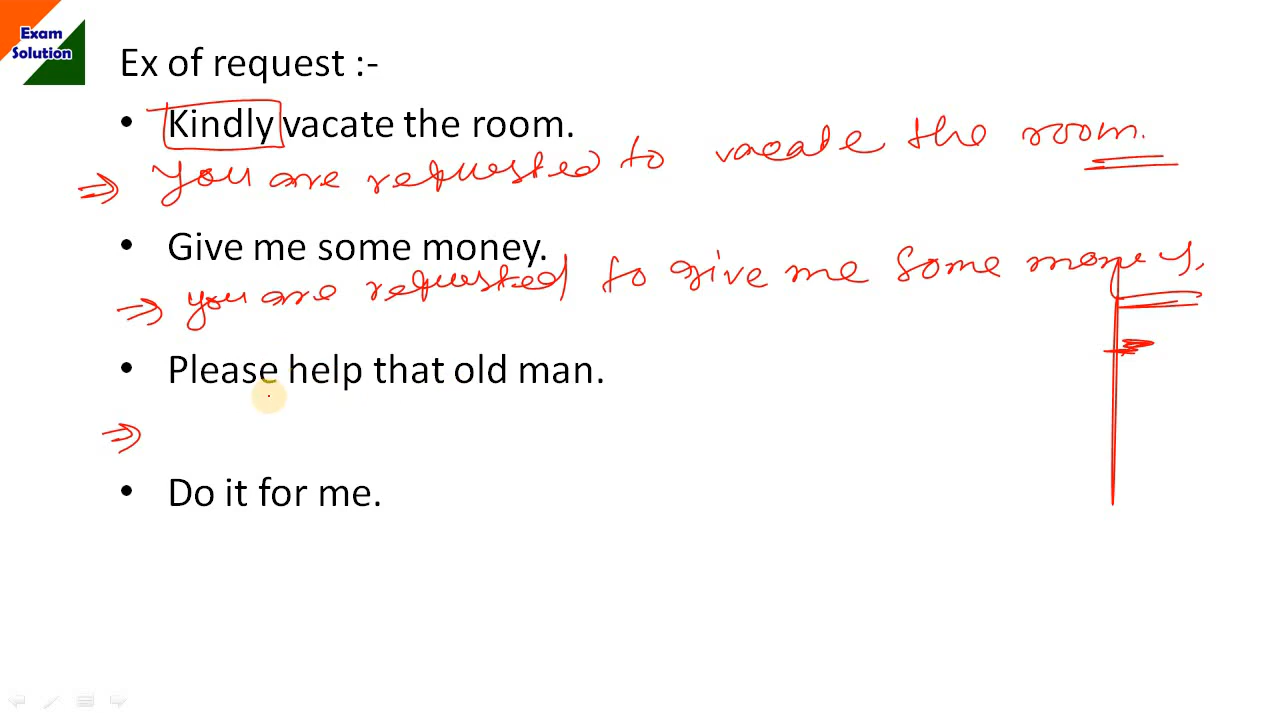 Exam
Solution
Ex of request :-
• Kindly vacate the room.
⇒ You are requested to vacate the room.
• Give me some money.
⇒ you are requested to give me some money.
• Please help that old man.
⇒
• Do it for me.